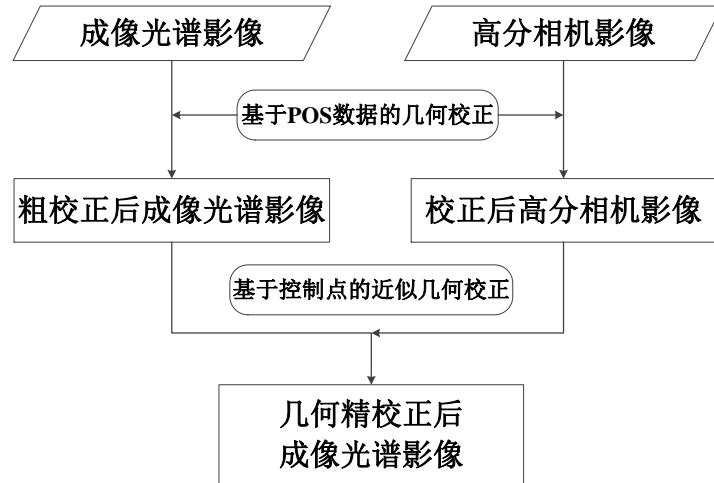 成像光谱影像
高分相机影像
基于POS数据的几何校正
粗校正后成像光谱影像
校正后高分相机影像
基于控制点的近似几何校正
几何精校正后
成像光谱影像